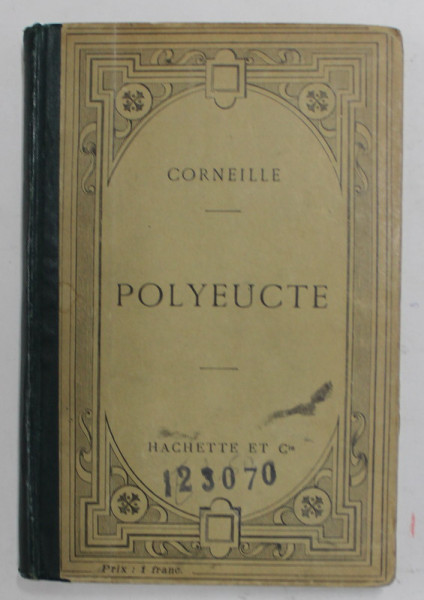 CORNEILLE
POLYEUCTE
HACHETTE ET Cie
123070
Prix : 1 franc.